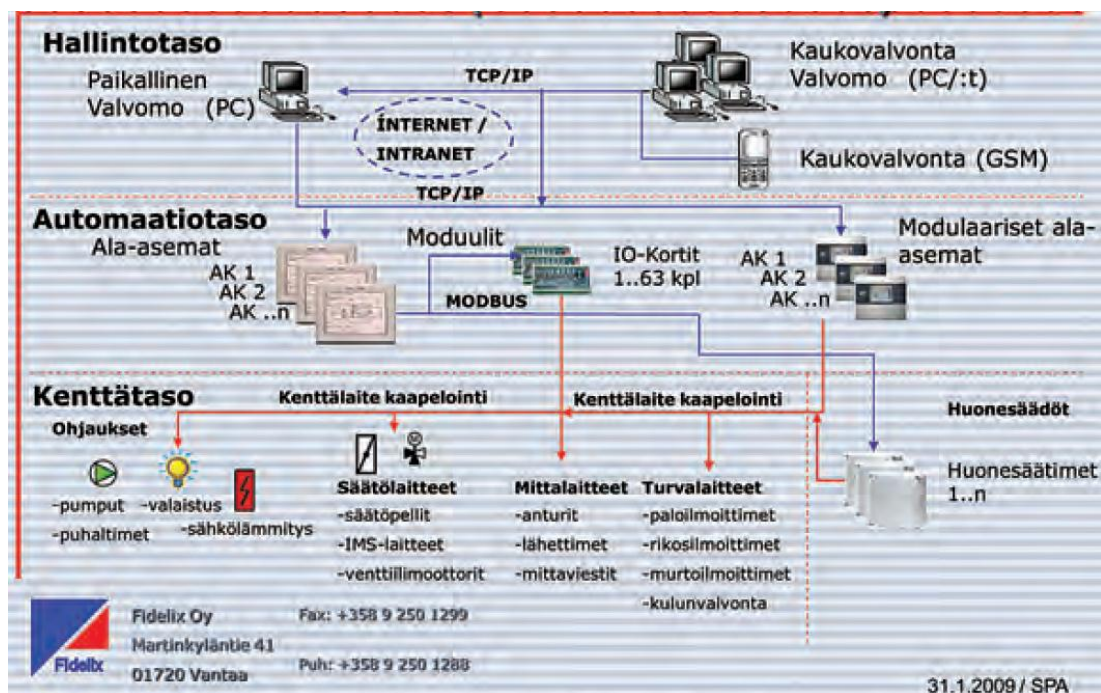 Hallintotaso
Paikallinen
Valvomo (PC)
TCP/IP
Kaukovalvonta
Valvomo (PC/:t)
İNTERNET /
INTRANET
Kaukovalvonta (GSM)
TCP/IP
Automaatiotaso
Ala-asemat
AK 1
AK 2
AK ..n
Moduulit
IO-Kortit
1..63 kpl
MODBUS
Modulaariset ala-
asemat
AK 1
AK 2
AK ..n
Kenttätaso
Kenttälaite kaapelointi
Kenttälaite kaapelointi
Huonesäädöt
Ohjaukset
-pumput
-valaistus
-puhaltimet
-sähkölämmitys
Säätölaitteet
-säätöpellit
-IMS-laitteet
-venttiilimoottorit
Mittalaitteet
-anturit
-lähettimet
-mittaviestit
Turvalaitteet
-paloilmoittimet
-rikosilmoittimet
-murtoilmoittimet
-kulunvalvonta
Huonesäätimet
1..n
Fidelix
Fidelix Oy
Martinkyläntie 41
01720 Vantaa
Fax: +358 9 250 1299
Puh: +358 9 250 1288
31.1.2009 / SPA